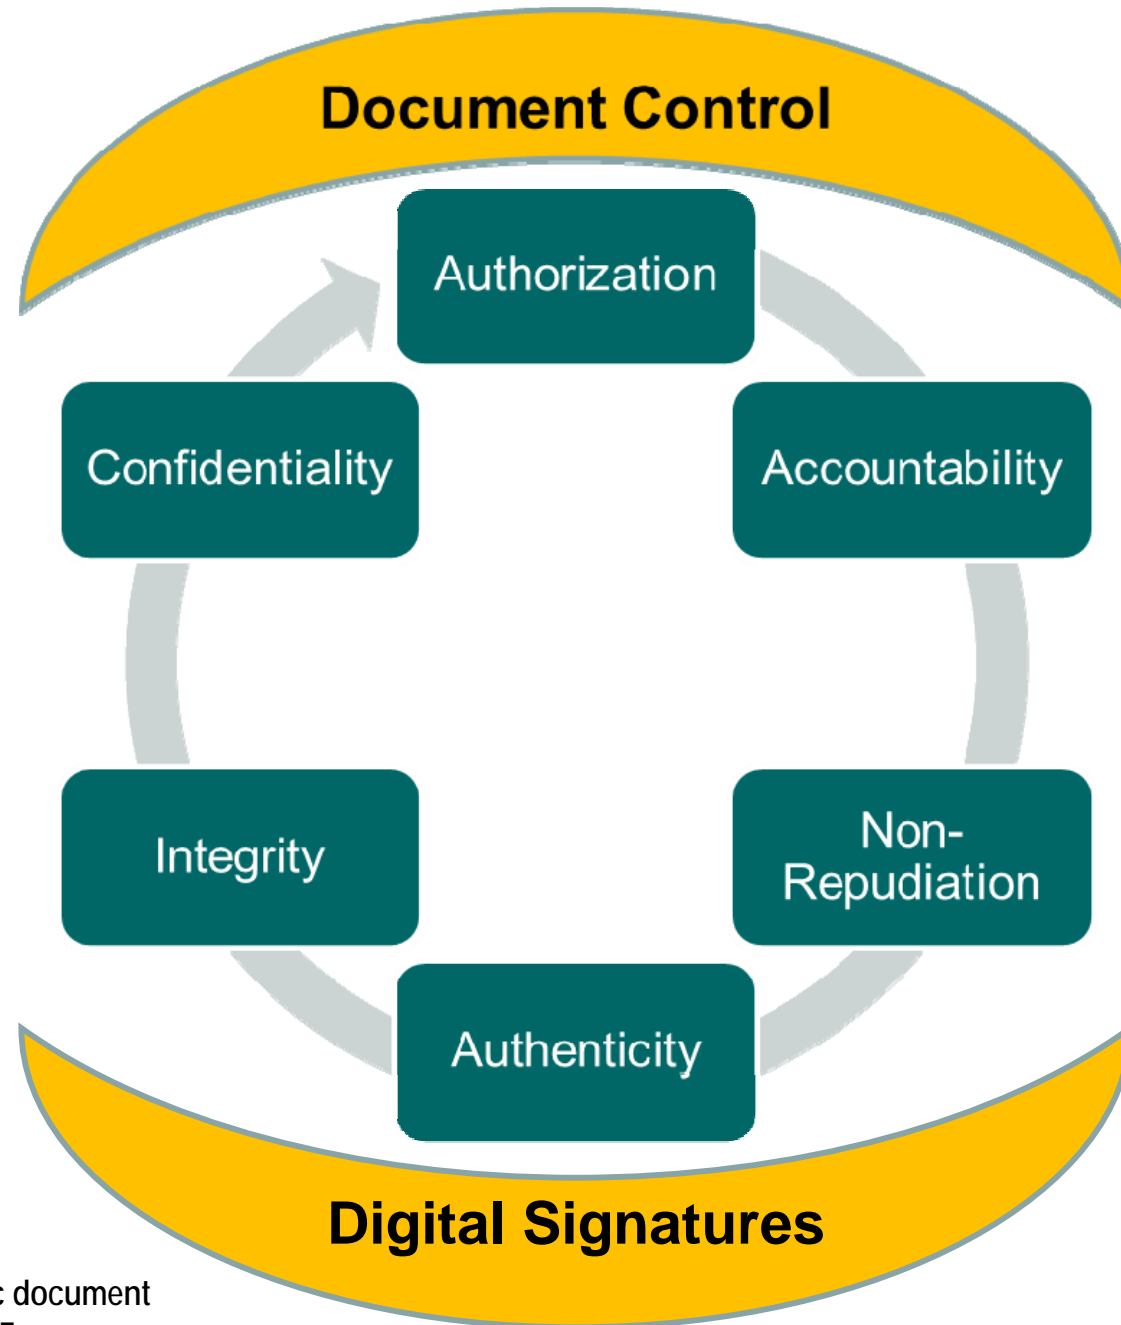 Document Control
Authorization
Confidentiality
Accountability
Integrity
Non-
Repudiation
Authenticity
Digital Signatures
document